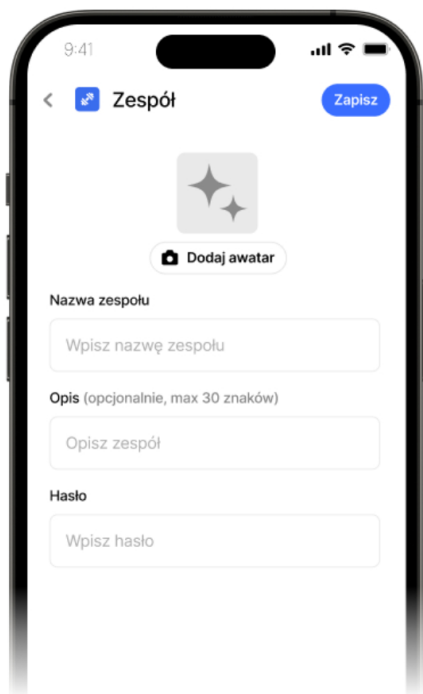 9:41
Zespół
Zapisz
Dodaj awatar
Nazwa zespołu
Wpisz nazwę zespołu
Opis (opcjonalnie, max 30 znaków)
Opisz zespół
Hasło
Wpisz hasło